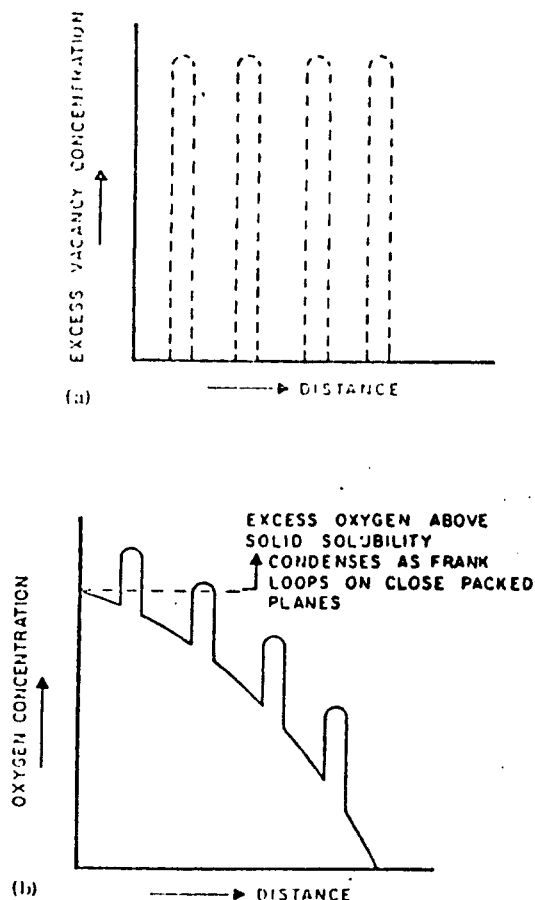 EXCESS VACANCY CONCENTRATION
DISTANCE
(a)
EXCESS OXYGEN ABOVE
SOLID SOLUBILITY
CONDENSES AS FRANK
LOOPS ON CLOSE PACKED
PLANES
OXYGEN CONCENTRATION
DISTANCE
(b)